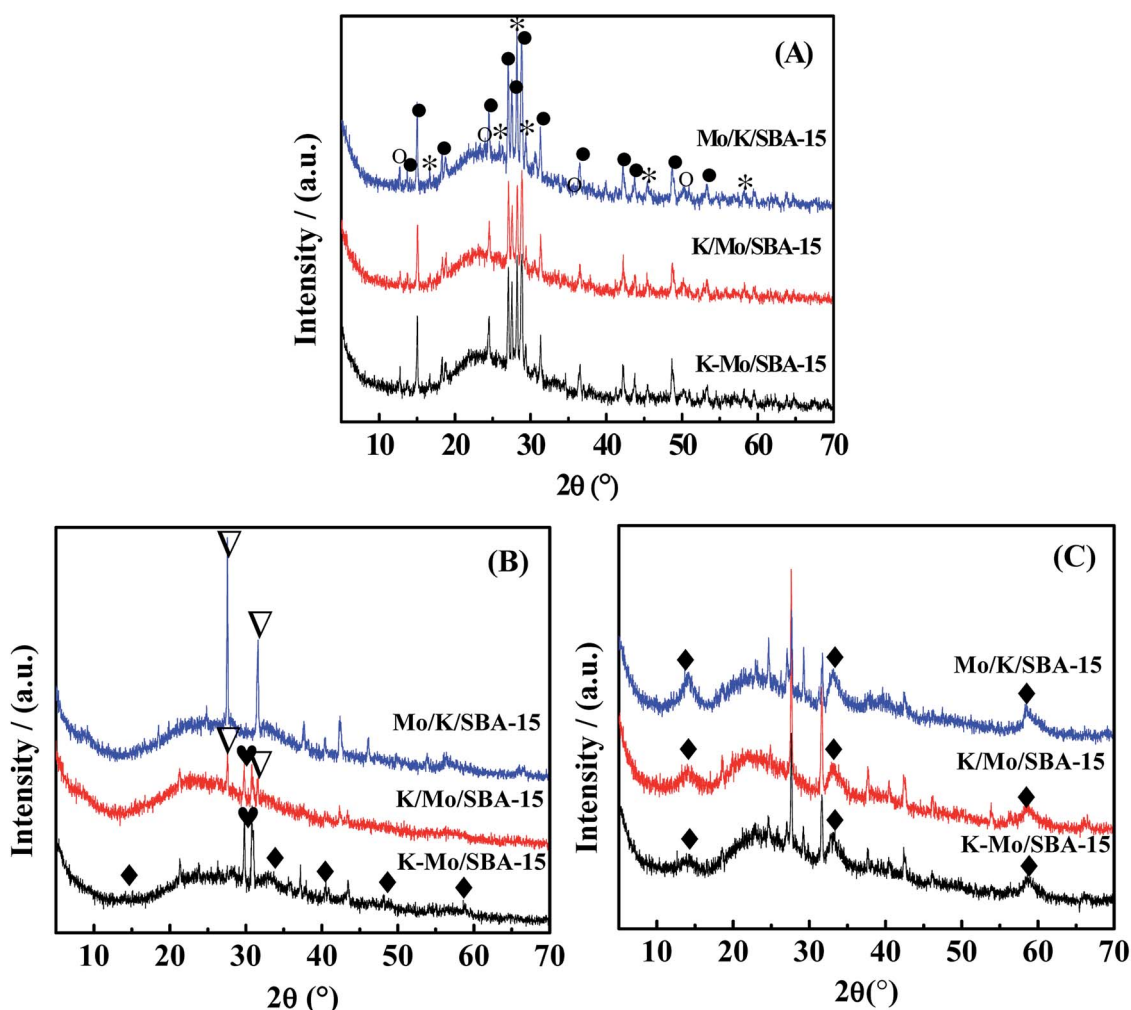 (A)
Mo/K/SBA-15
K/Mo/SBA-15
K-Mo/SBA-15
Intensity / (a.u.)
10 20 30 40 50 60 70
2θ (°)
(B)
Mo/K/SBA-15
K/Mo/SBA-15
K-Mo/SBA-15
Intensity / (a.u.)
10 20 30 40 50 60 70
2θ (°)
(C)
Mo/K/SBA-15
K/Mo/SBA-15
K-Mo/SBA-15
Intensity / (a.u.)
10 20 30 40 50 60 70
2θ(°)